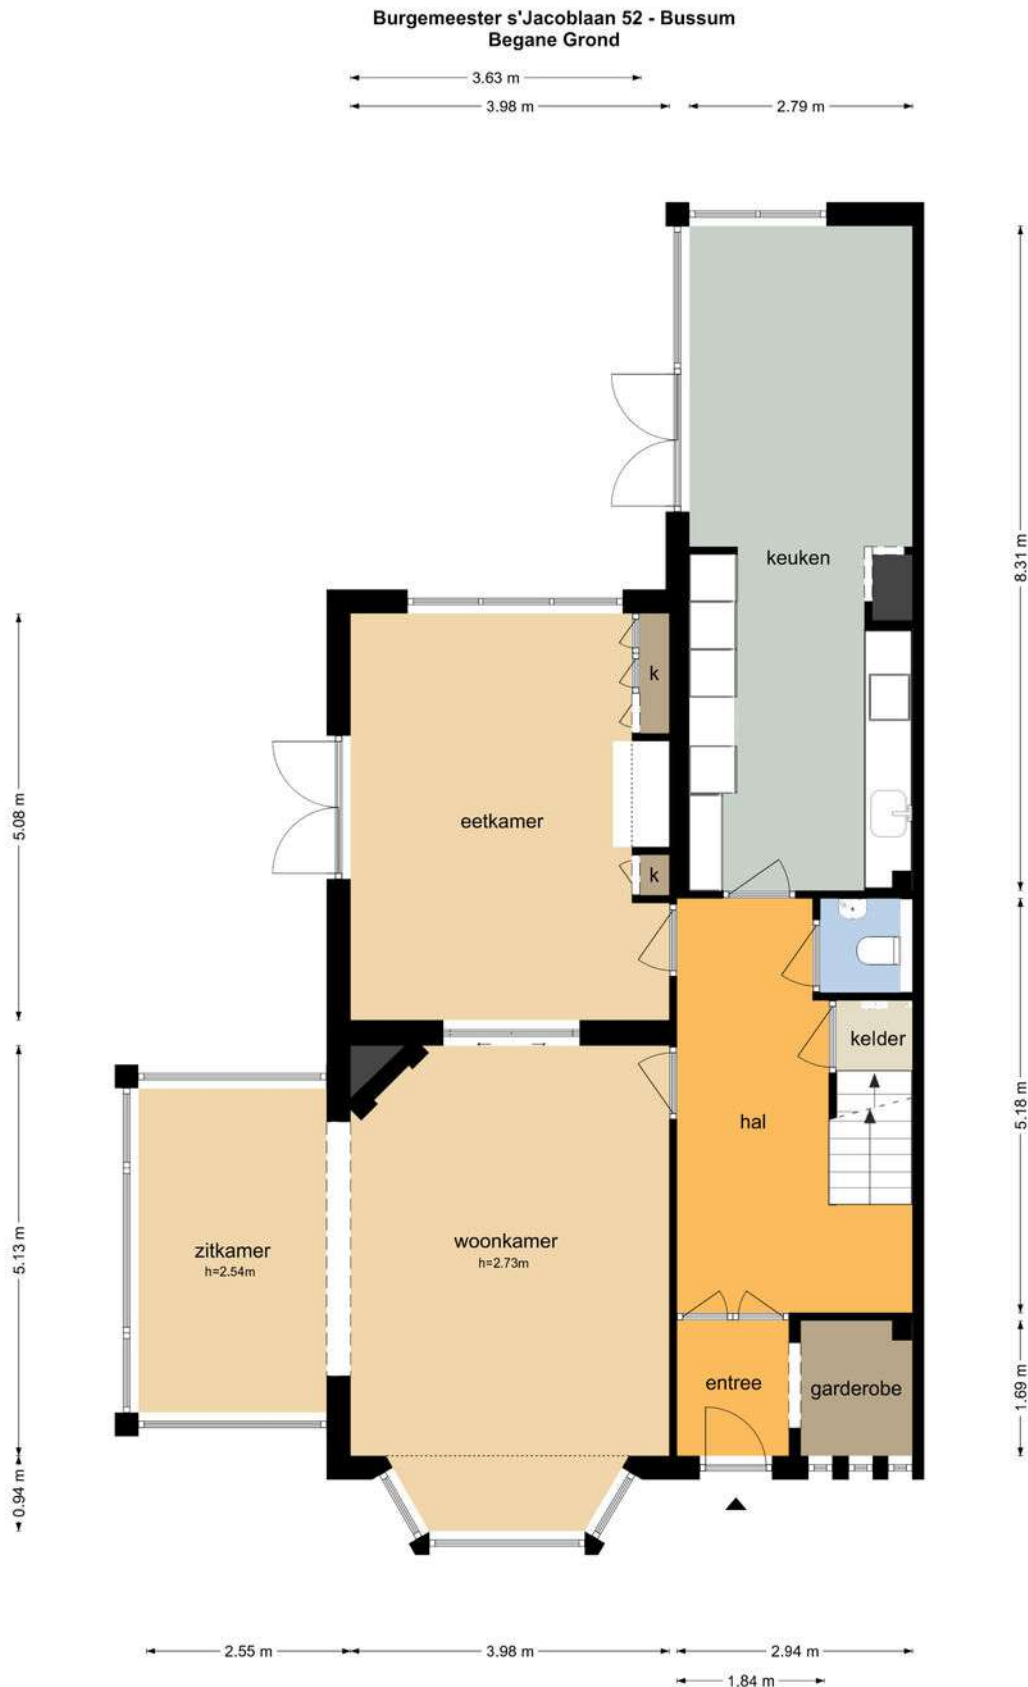 Burgemeester s'Jacoblaan 52 - Bussum
Begane Grond
3.63 m
3.98 m
2.79 m
8.31 m
keuken
5.08 m
k
eetkamer
k
kelder
5.18 m
hal
5.13 m
zitkamer
h=2.54m
woonkamer
h=2.73m
entree
garderobe
1.69 m
0.94 m
2.55 m
3.98 m
2.94 m
1.84 m